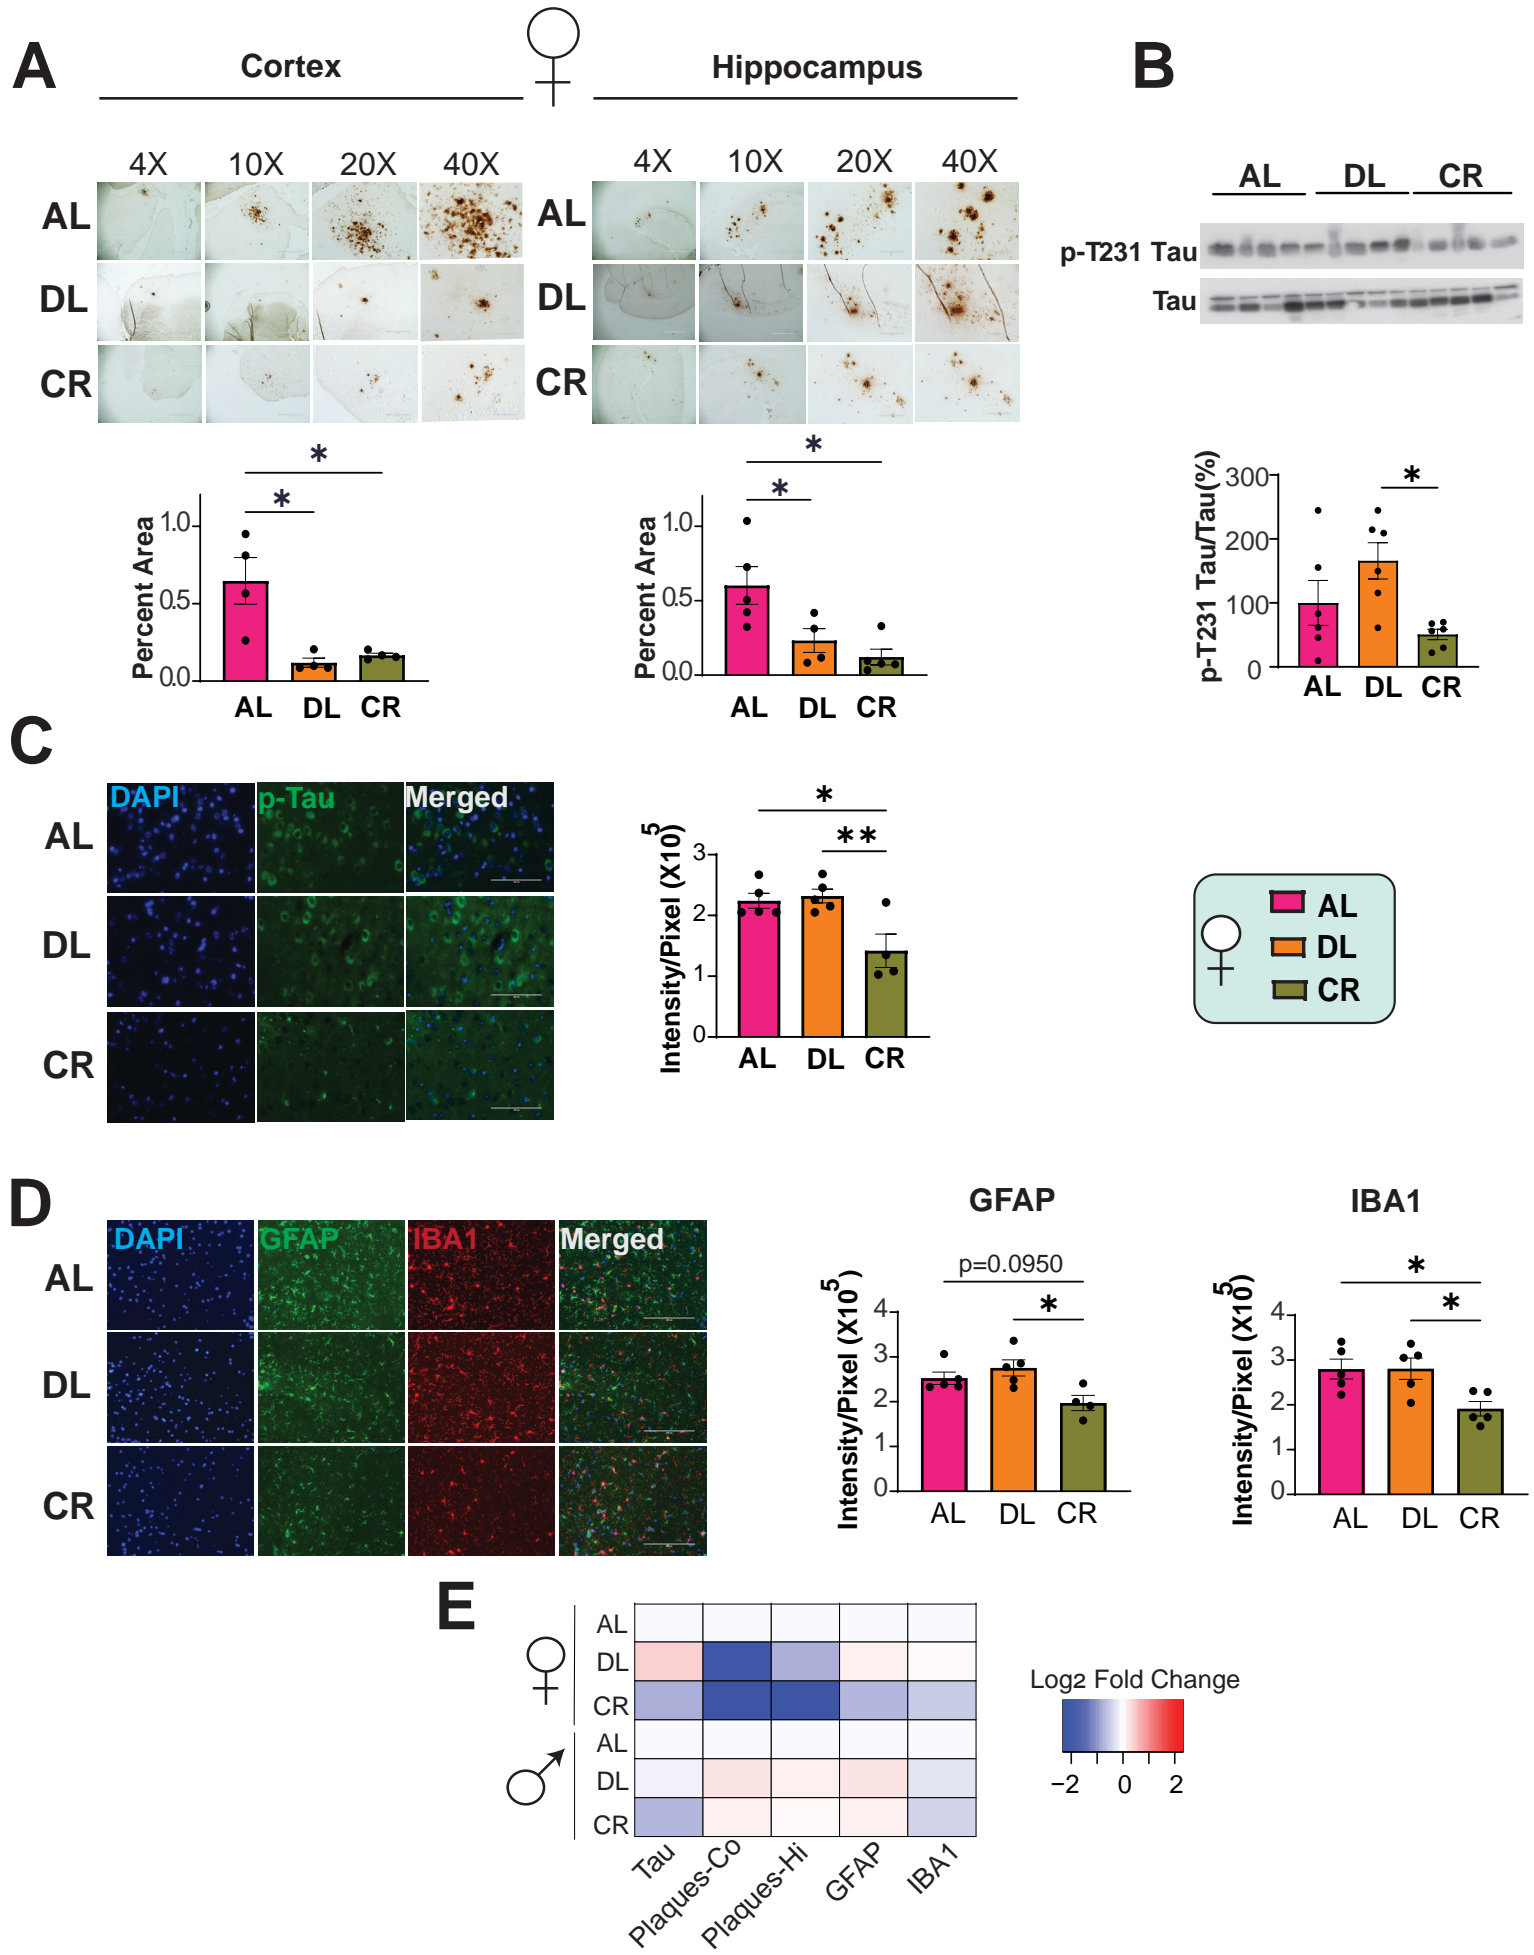 A
Cortex
Hippocampus
4X 10X 20X 40X
4X 10X 20X 40X
AL
DL
CR
AL
DL
CR
*
*
Percent Area
1.0
0.5
0.0
AL DL CR
*
*
Percent Area
1.0
0.5
0.0
AL DL CR
B
AL DL CR
p-T231 Tau
Tau
*
p-T231 Tau/Tau(%)
300
200
100
0
AL DL CR
C
DAPI p-Tau Merged
AL
DL
CR
*
**
Intensity/Pixel (X10⁵)
3
2
1
0
AL DL CR
AL
DL
CR
D
DAPI GFAP IBA1 Merged
AL
DL
CR
GFAP
p=0.0950
*
Intensity/Pixel (X10⁵)
4
3
2
1
0
AL DL CR
IBA1
*
*
Intensity/Pixel (X10⁵)
4
3
2
1
0
AL DL CR
E
AL
DL
CR
AL
DL
CR
Tau Plaques-Co Plaques-Hi GFAP IBA1
Log2 Fold Change
−2 0 2